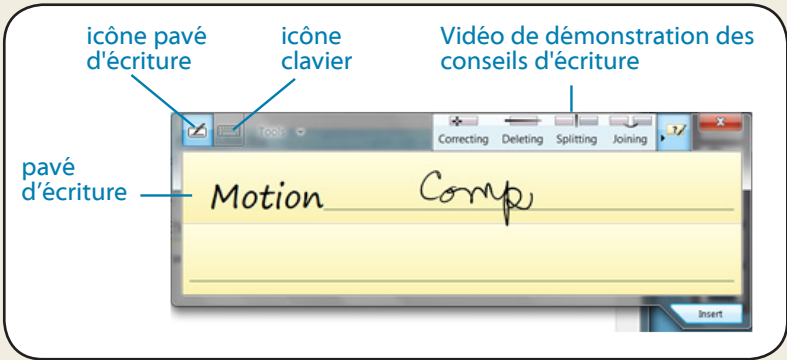 icône pavé d'écriture
icône clavier
Vidéo de démonstration des conseils d'écriture
Tools
Correcting Deleting Splitting Joining
pavé d’écriture
Motion Comp
Insert